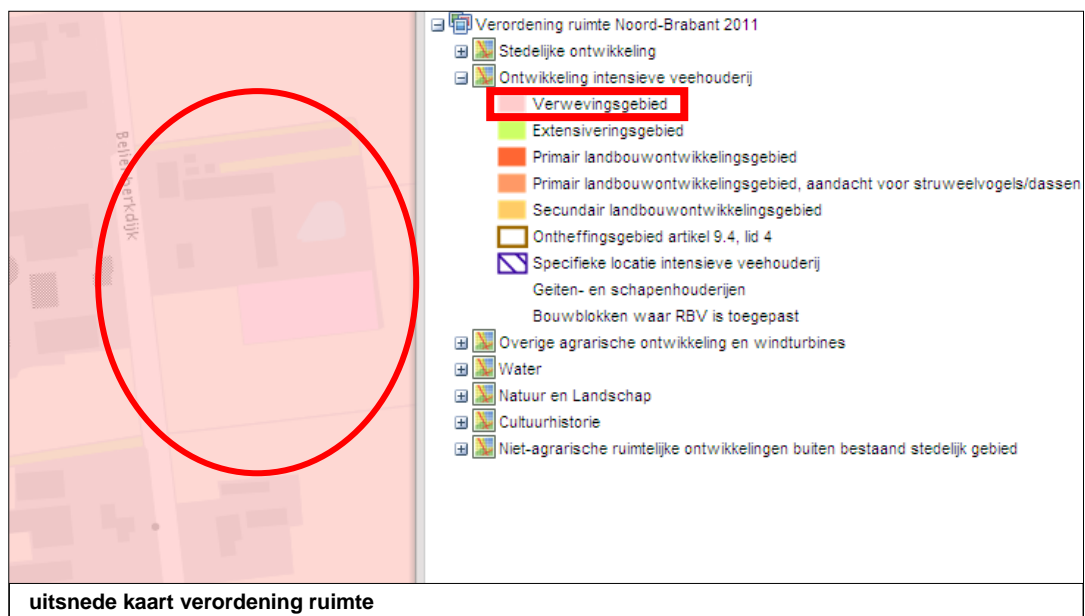 Verordening ruimte Noord-Brabant 2011
Stedelijke ontwikkeling
Ontwikkeling intensieve veehouderij
Verwevingsgebied
Extensiveringsgebied
Primair landbouwontwikkelingsgebied
Primair landbouwontwikkelingsgebied, aandacht voor struweelvogels/dassen
Secundair landbouwontwikkelingsgebied
Ontheffingsgebied artikel 9.4, lid 4
Specifieke locatie intensieve veehouderij
Geiten- en schapenhouderijen
Bouwblokken waar RBV is toegepast
Overige agrarische ontwikkeling en windturbines
Water
Natuur en Landschap
Cultuurhistorie
Niet-agrarische ruimtelijke ontwikkelingen buiten bestaand stedelijk gebied
uitsnede kaart verordening ruimte